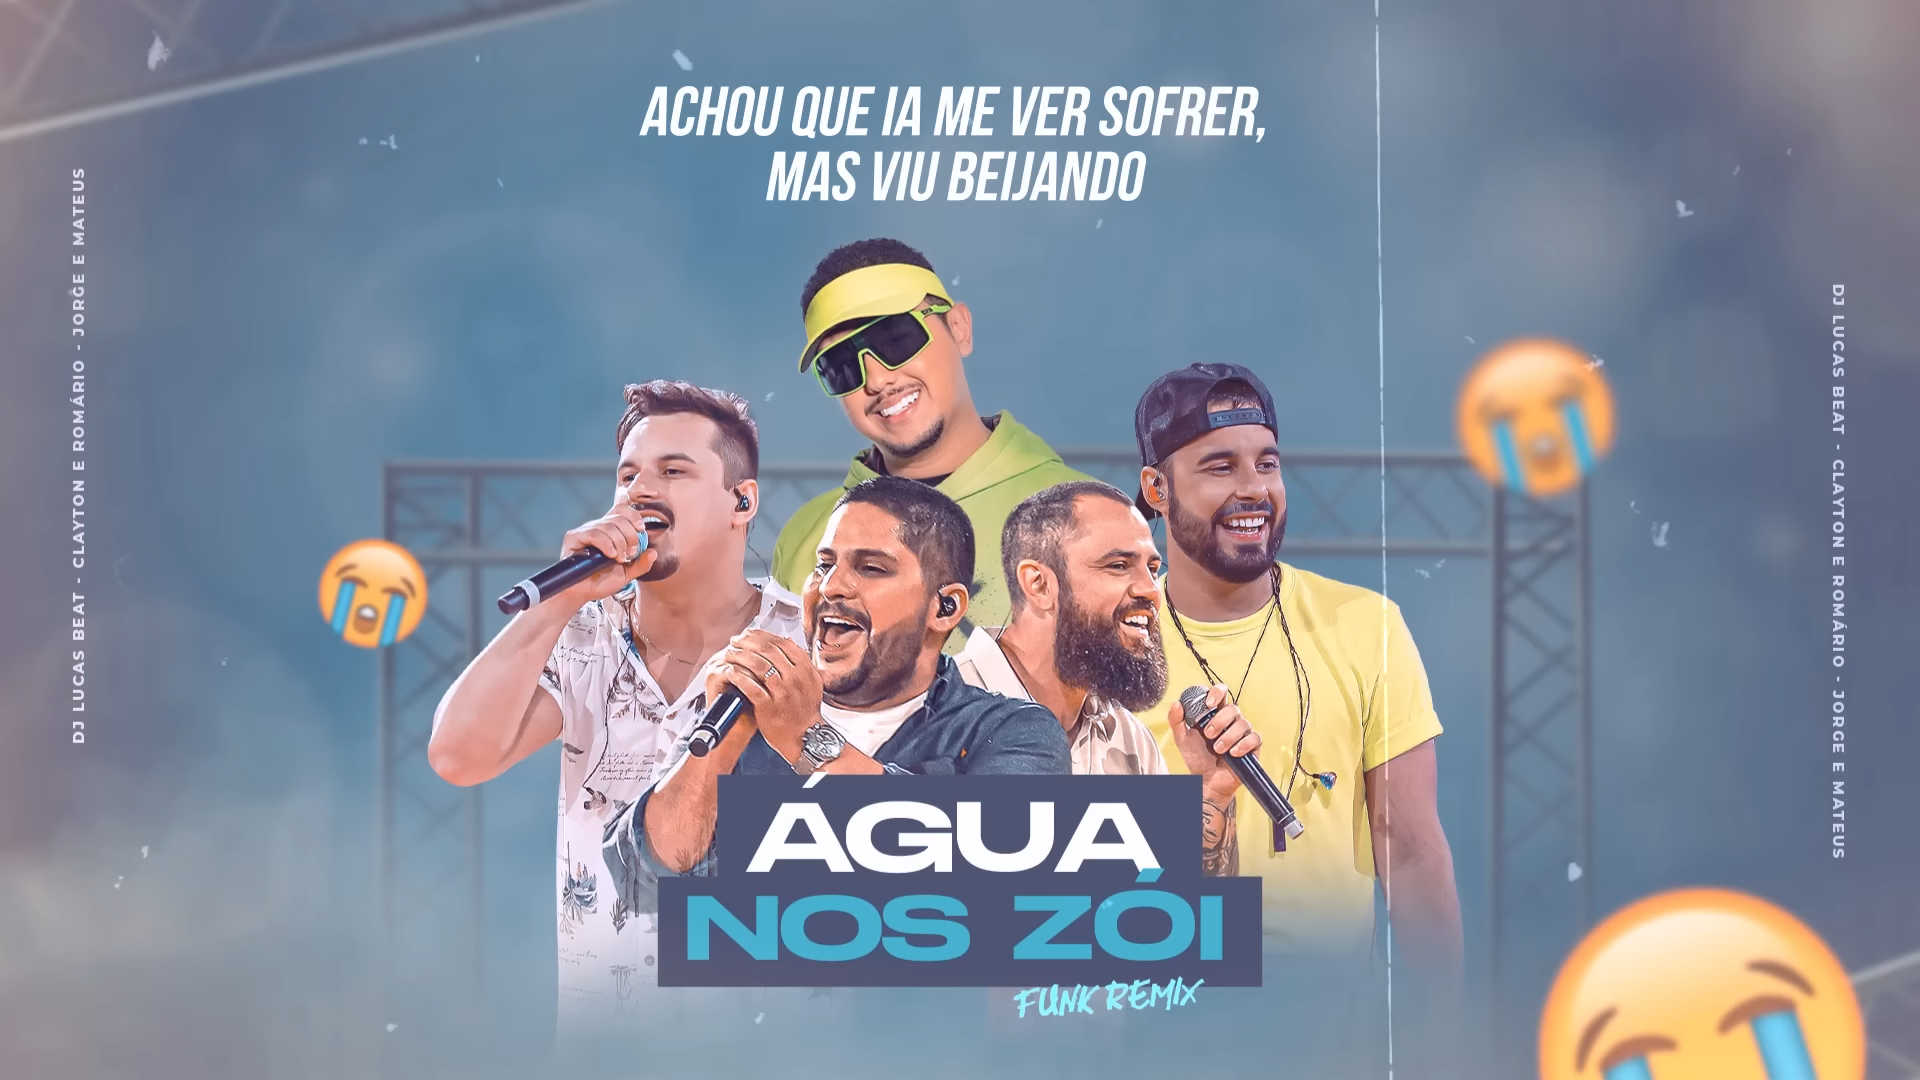 ACHOU QUE IA ME VER SOFRER,
MAS VIU BEIJANDO
DJ LUCAS BEAT - CLAYTON E ROMÁRIO - JORGE E MATEUS
DJ LUCAS BEAT - CLAYTON E ROMÁRIO - JORGE E MATEUS
ÁGUA
NOS ZÓI
FUNK REMIX